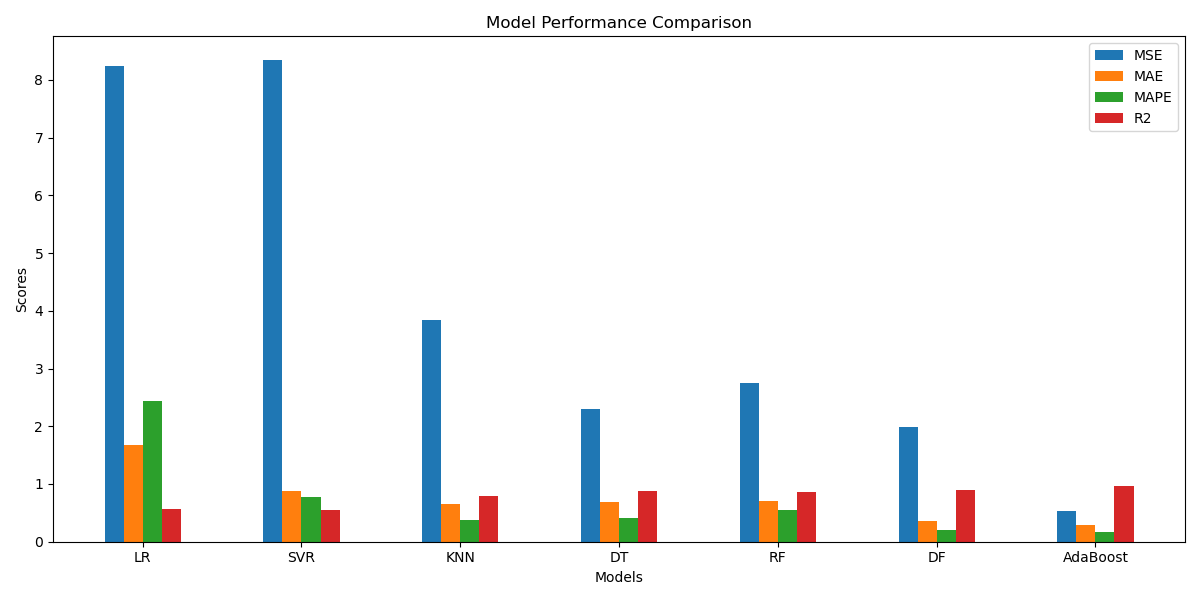 Model Performance Comparison
MSE
MAE
MAPE
R2
8
7
6
5
4
3
2
1
0
Scores
LR SVR KNN DT RF DF AdaBoost
Models